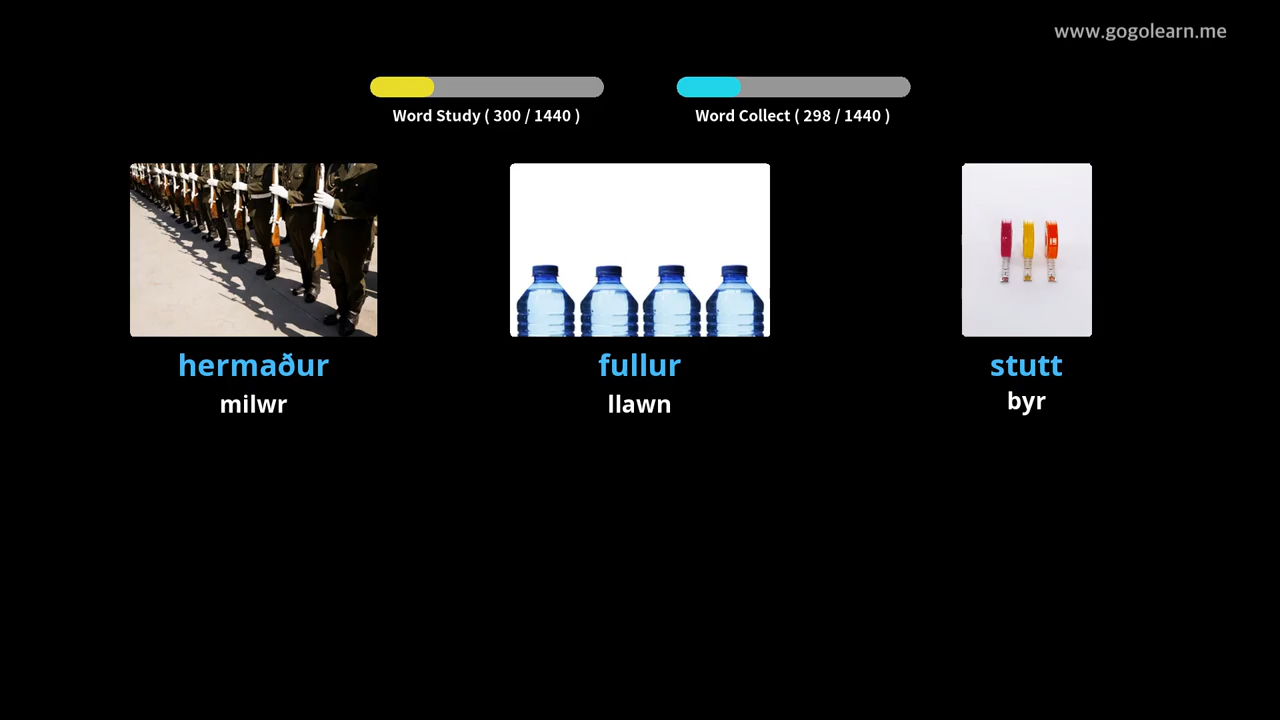 www.gogolearn.me
Word Study ( 300 / 1440 )
Word Collect ( 298 / 1440 )
hermaður
fullur
stutt
milwr
llawn
byr